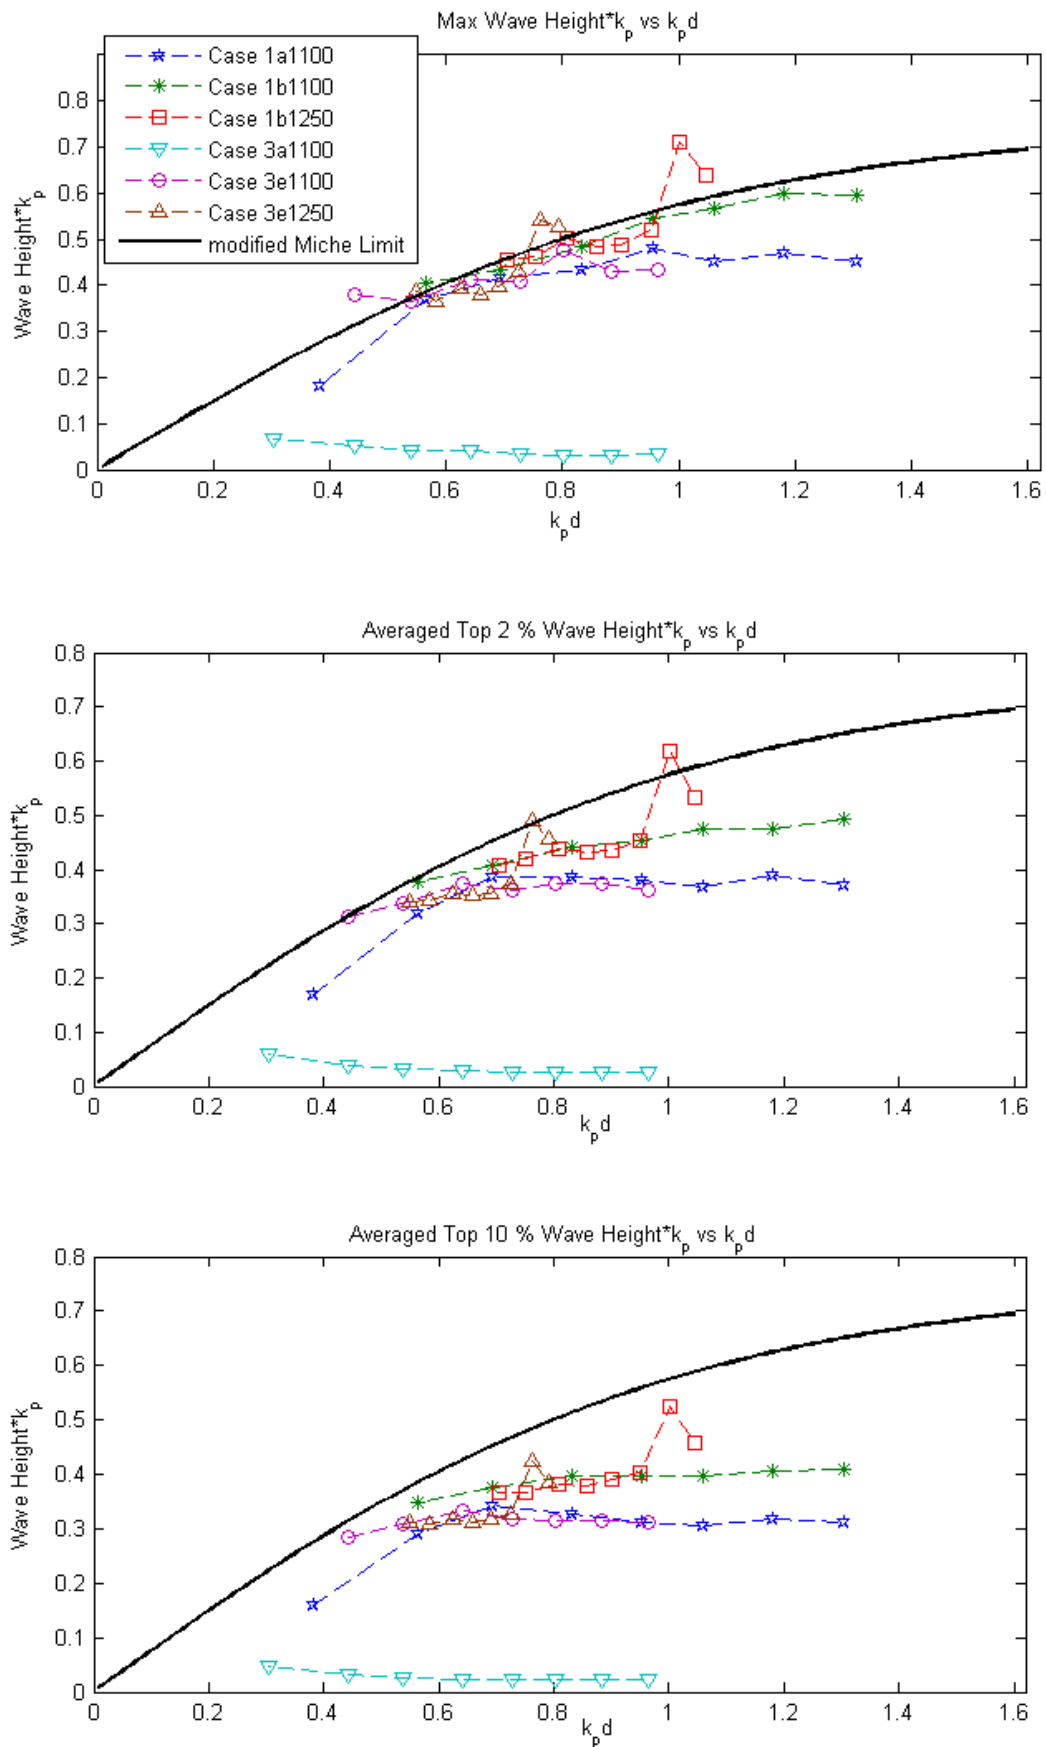 Max Wave Height*kp vs kpd
Case 1a1100
Case 1b1100
Case 1b1250
Case 3a1100
Case 3e1100
Case 3e1250
modified Miche Limit
Wave Height*kp
0.8
0.7
0.6
0.5
0.4
0.3
0.2
0.1
0
0 0.2 0.4 0.6 0.8 1 1.2 1.4 1.6
kpd
Averaged Top 2 % Wave Height*kp vs kpd
Wave Height*kp
0.8
0.7
0.6
0.5
0.4
0.3
0.2
0.1
0
0 0.2 0.4 0.6 0.8 1 1.2 1.4 1.6
kpd
Averaged Top 10 % Wave Height*kp vs kpd
Wave Height*kp
0.8
0.7
0.6
0.5
0.4
0.3
0.2
0.1
0
0 0.2 0.4 0.6 0.8 1 1.2 1.4 1.6
kpd